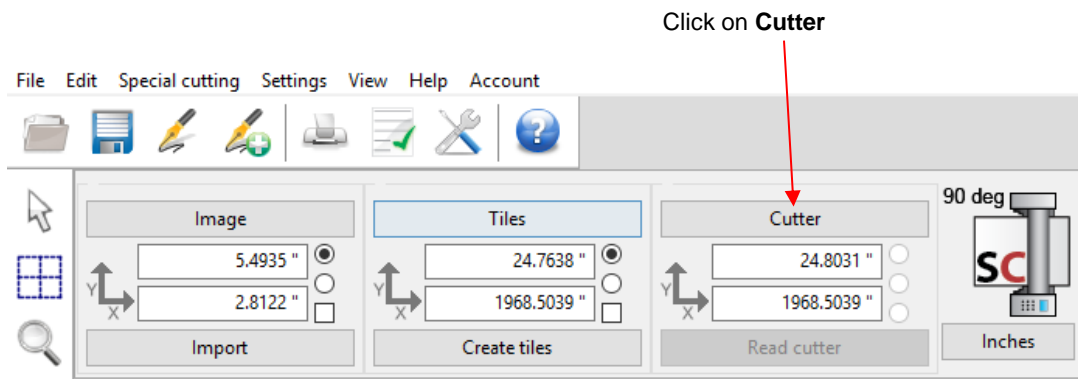 Click on Cutter
File Edit Special cutting Settings View Help Account
Image Tiles Cutter 90 deg
Y 5.4935 " Y 24.7638 " Y 24.8031 "
X 2.8122 " X 1968.5039 " X 1968.5039 "
SC
Import Create tiles Read cutter Inches